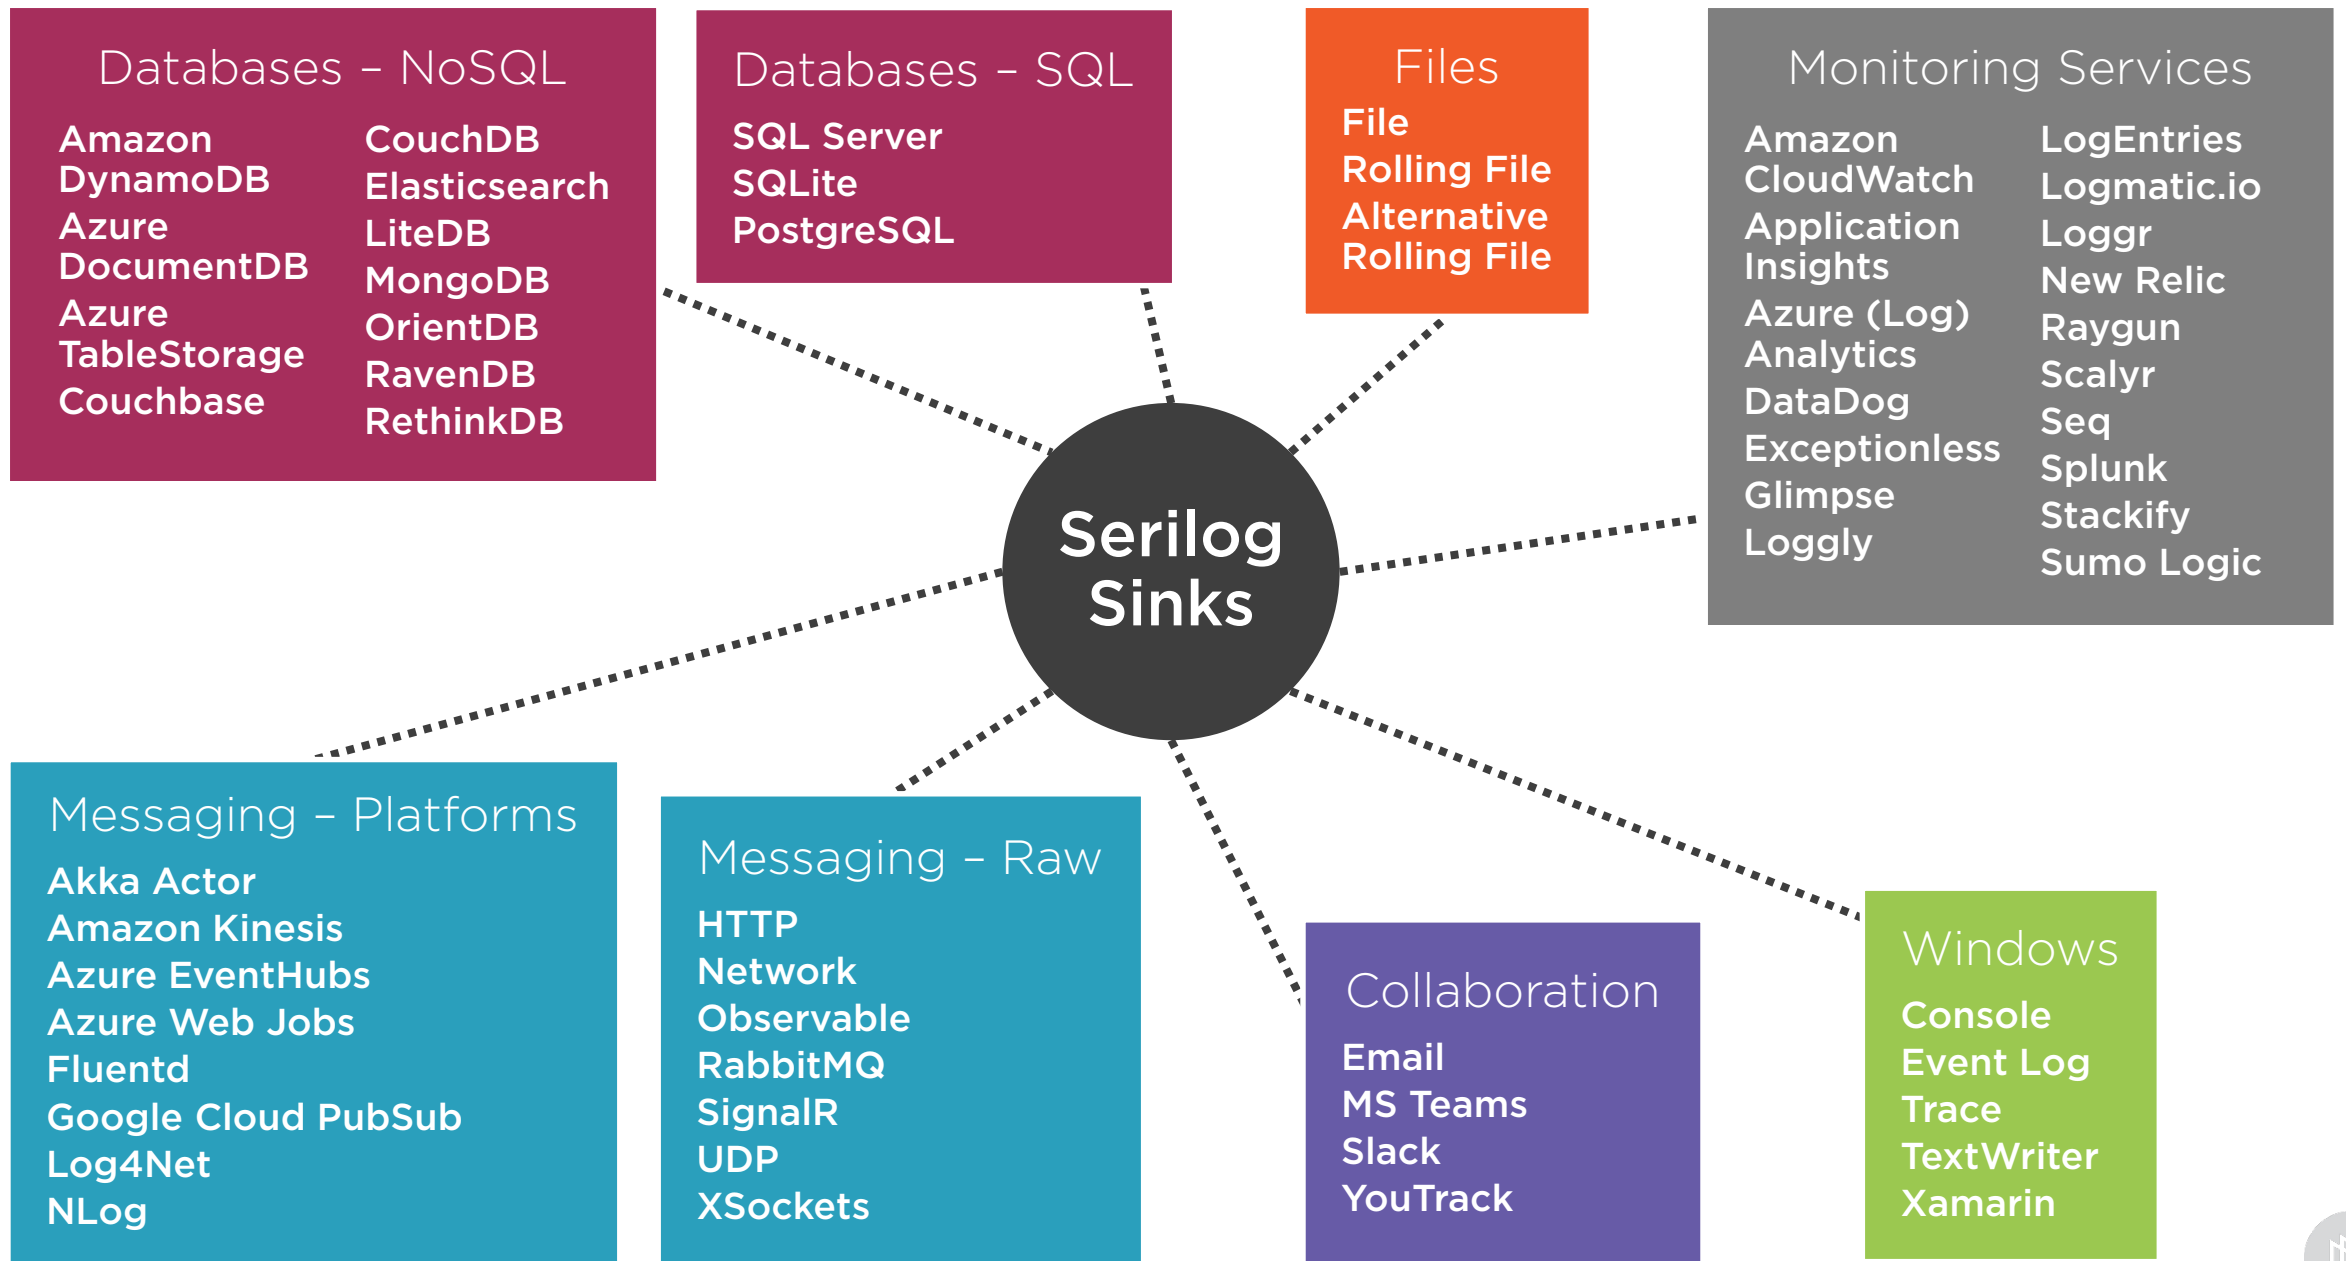 Databases – NoSQL
Amazon
DynamoDB
Azure
DocumentDB
Azure
TableStorage
Couchbase
CouchDB
Elasticsearch
LiteDB
MongoDB
OrientDB
RavenDB
RethinkDB
Databases – SQL
SQL Server
SQLite
PostgreSQL
Files
File
Rolling File
Alternative
Rolling File
Monitoring Services
Amazon
CloudWatch
Application
Insights
Azure (Log)
Analytics
DataDog
Exceptionless
Glimpse
Loggly
LogEntries
Logmatic.io
Loggr
New Relic
Raygun
Scalyr
Seq
Splunk
Stackify
Sumo Logic
Serilog
Sinks
Messaging – Platforms
Akka Actor
Amazon Kinesis
Azure EventHubs
Azure Web Jobs
Fluentd
Google Cloud PubSub
Log4Net
NLog
Messaging – Raw
HTTP
Network
Observable
RabbitMQ
SignalR
UDP
XSockets
Collaboration
Email
MS Teams
Slack
YouTrack
Windows
Console
Event Log
Trace
TextWriter
Xamarin